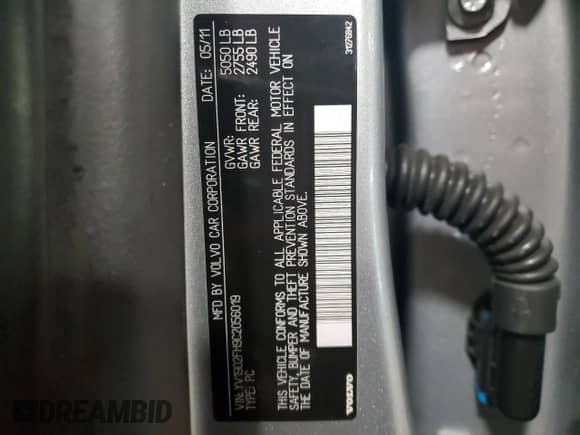 MFD BY VOLVO CAR CORPORATION DATE: 05/11
GVWR: 5050 LB
GAWR FRONT: 2755 LB
GAWR REAR: 2490 LB
VIN: YV1902FH9C2056019
TYPE: PC
THIS VEHICLE CONFORMS TO ALL APPLICABLE FEDERAL MOTOR VEHICLE
SAFETY, BUMPER AND THEFT PREVENTION STANDARDS IN EFFECT ON
THE DATE OF MANUFACTURE SHOWN ABOVE.
VOLVO 31276942
DREAMBID